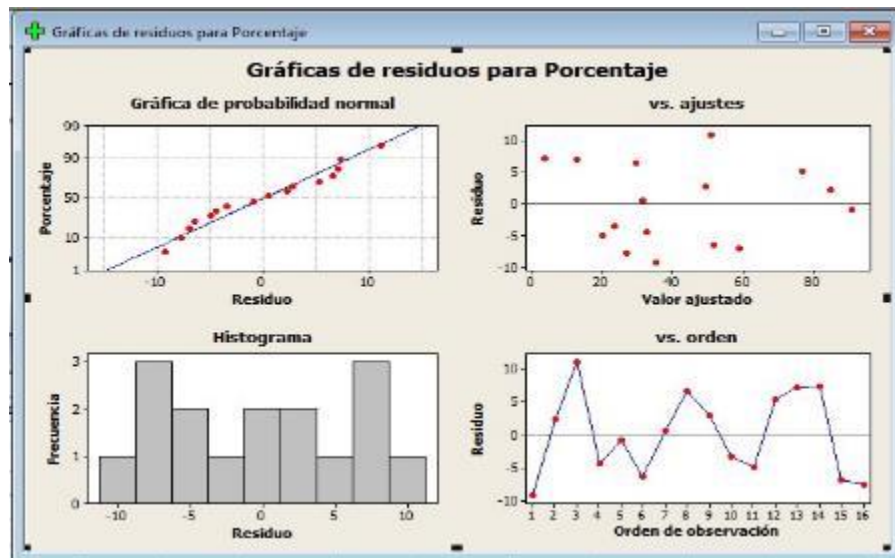 Gráficas de residuos para Porcentaje
Gráficas de residuos para Porcentaje
Gráfica de probabilidad normal
99
90
50
10
1
Porcentaje
-10 0 10
Residuo
vs. ajustes
10
5
0
-5
-10
Residuo
0 20 40 60 80
Valor ajustado
Histograma
3
2
1
0
Frecuencia
-10 -5 0 5 10
Residuo
vs. orden
10
5
0
-5
-10
Residuo
1 2 3 4 5 6 7 8 9 10 11 12 13 14 15 16
Orden de observación